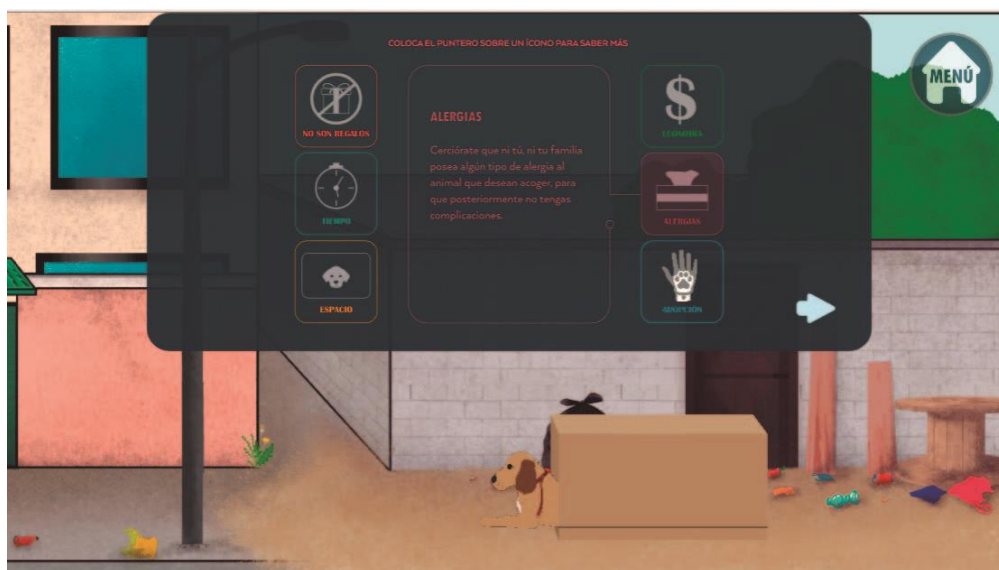 COLOCA EL PUNTERO SOBRE UN ÍCONO PARA SABER MÁS
MENÚ
NO SON REGALOS
TIEMPO
ESPACIO
ALERGIAS
Cerciórate que ni tú, ni tu familia
posea algún tipo de alergia al
animal que desean acoger, para
que posteriormente no tengas
complicaciones.
$
ECONOMÍA
ALERGIAS
ADOPCIÓN